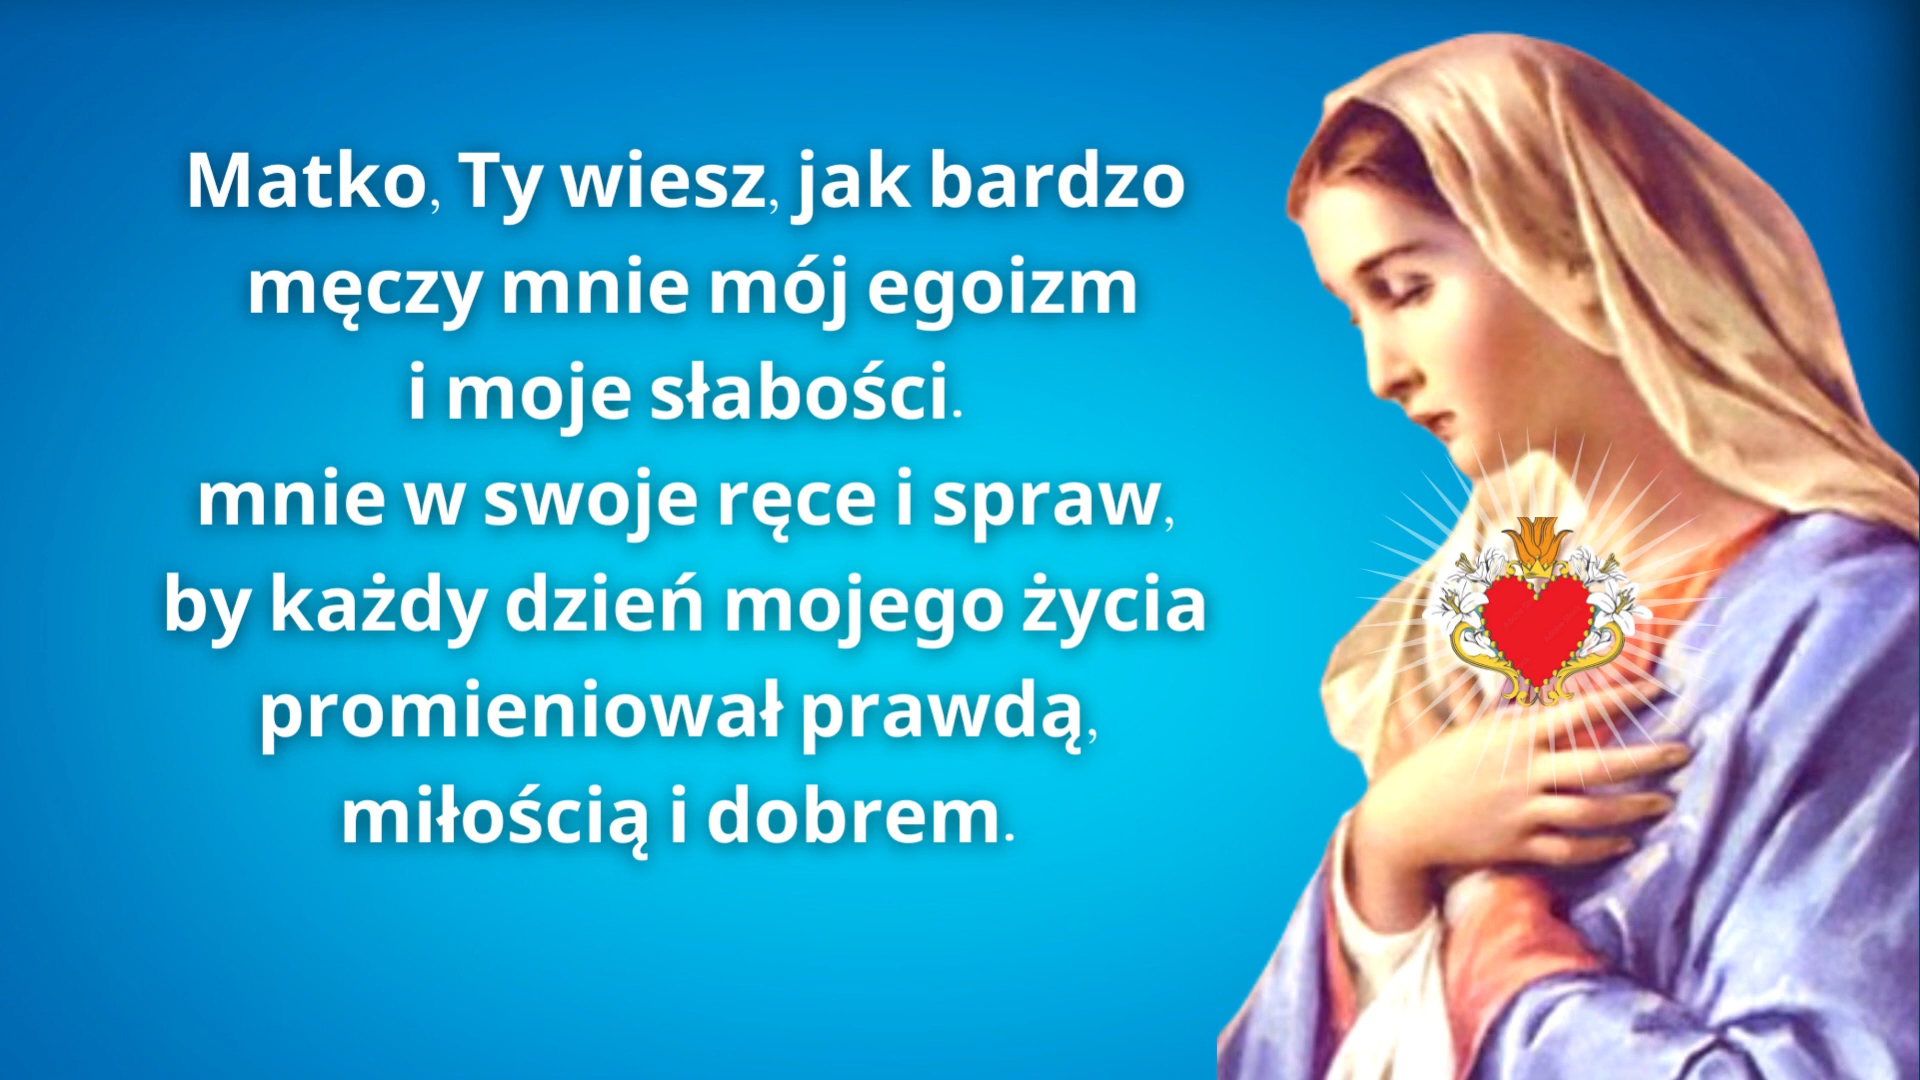 Matko, Ty wiesz, jak bardzo
męczy mnie mój egoizm
i moje słabości.
mnie w swoje ręce i spraw,
by każdy dzień mojego życia
promieniował prawdą,
miłością i dobrem.